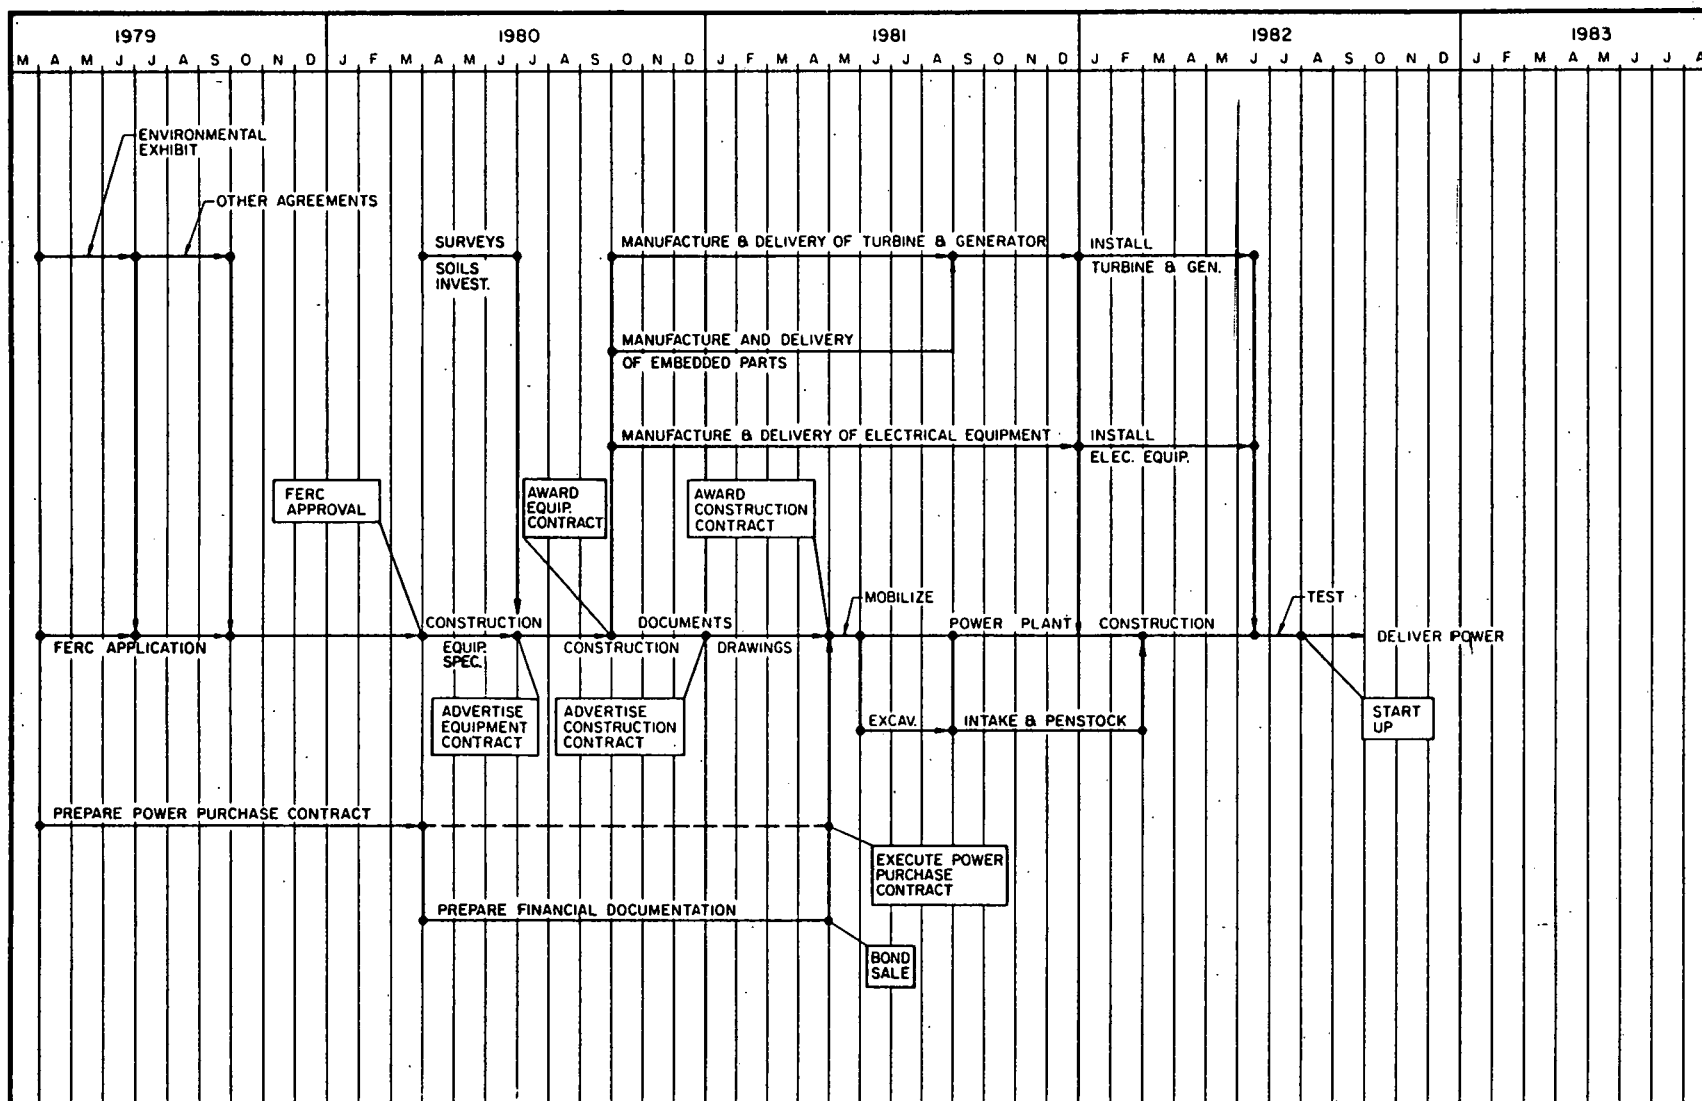 1979 1980 1981 1982 1983
M A M J J A S O N D J F M A M J J A S O N D J F M A M J J A S O N D J F M A M J J A S O N D J F M A M J J A
ENVIRONMENTAL
EXHIBIT
OTHER AGREEMENTS
SURVEYS
SOILS
INVEST.
MANUFACTURE & DELIVERY OF TURBINE & GENERATOR
INSTALL
TURBINE & GEN.
MANUFACTURE AND DELIVERY
OF EMBEDDED PARTS
MANUFACTURE & DELIVERY OF ELECTRICAL EQUIPMENT
INSTALL
ELEC. EQUIP.
FERC
APPROVAL
AWARD
EQUIP.
CONTRACT
AWARD
CONSTRUCTION
CONTRACT
MOBILIZE
TEST
FERC APPLICATION
CONSTRUCTION DOCUMENTS
EQUIP.
SPEC.
CONSTRUCTION DRAWINGS
POWER PLANT CONSTRUCTION
DELIVER POWER
ADVERTISE
EQUIPMENT
CONTRACT
ADVERTISE
CONSTRUCTION
CONTRACT
EXCAV.
INTAKE & PENSTOCK
START
UP
PREPARE POWER PURCHASE CONTRACT
EXECUTE POWER
PURCHASE
CONTRACT
PREPARE FINANCIAL DOCUMENTATION
BOND
SALE